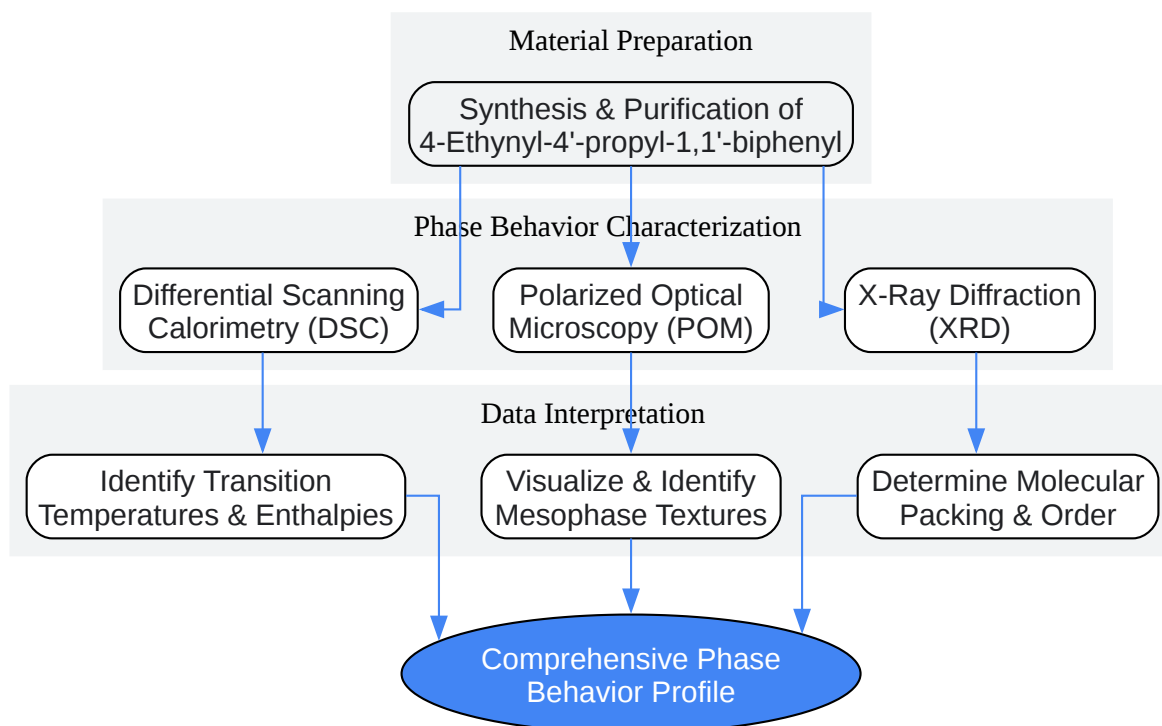 Material Preparation
Synthesis & Purification of
4-Ethynyl-4'-propyl-1,1'-biphenyl
Phase Behavior Characterization
Differential Scanning
Calorimetry (DSC)
Polarized Optical
Microscopy (POM)
X-Ray Diffraction
(XRD)
Data Interpretation
Identify Transition
Temperatures & Enthalpies
Visualize & Identify
Mesophase Textures
Determine Molecular
Packing & Order
Comprehensive Phase
Behavior Profile